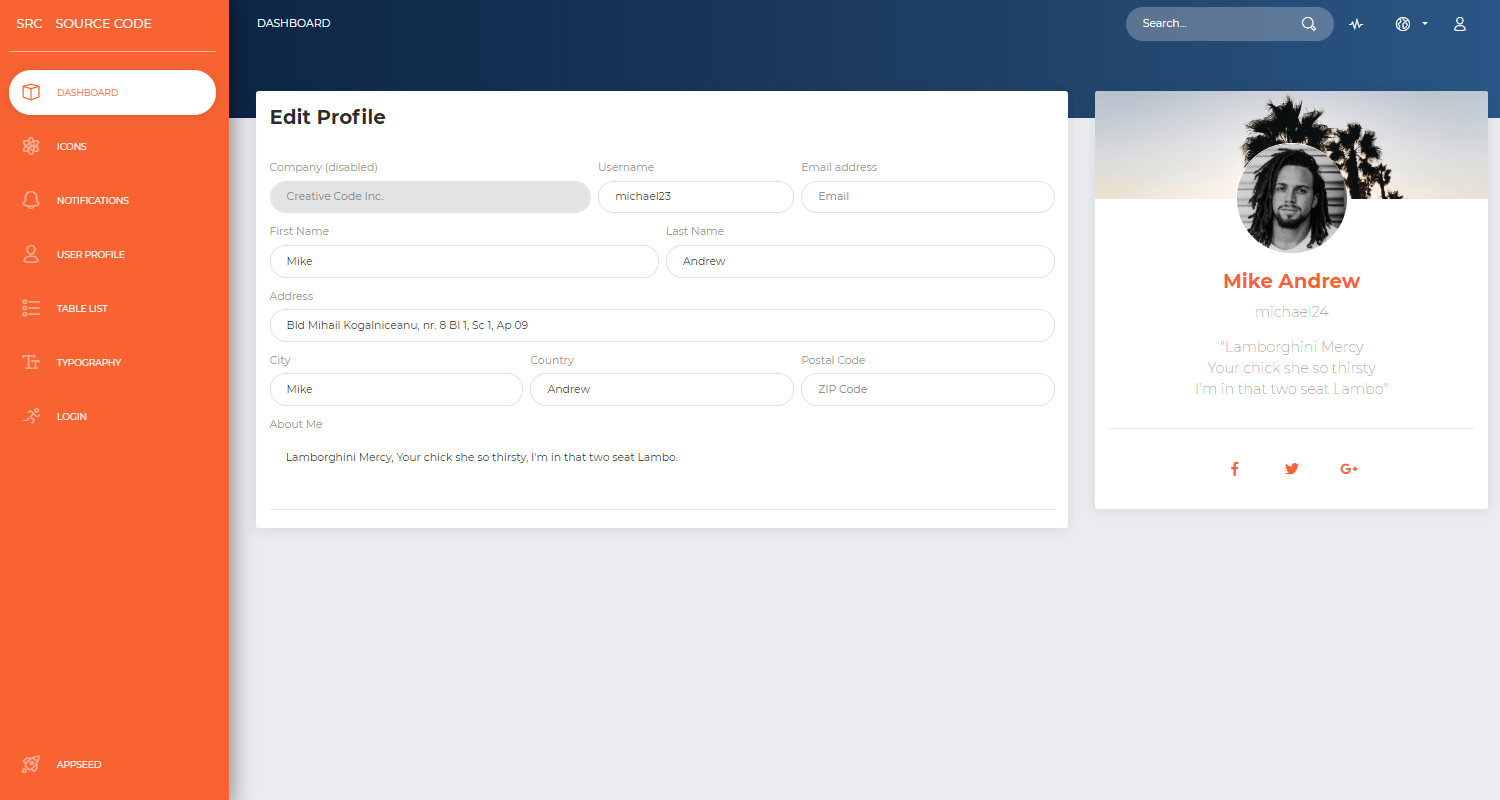 SRC SOURCE CODE
DASHBOARD
ICONS
NOTIFICATIONS
USER PROFILE
TABLE LIST
TYPOGRAPHY
LOGIN
APPSEED
DASHBOARD
Search...
Edit Profile
Company (disabled) Username Email address
Creative Code Inc. michael23 Email
First Name Last Name
Mike Andrew
Address
Bld Mihail Kogalniceanu, nr. 8 Bl 1, Sc 1, Ap 09
City Country Postal Code
Mike Andrew ZIP Code
About Me
Lamborghini Mercy, Your chick she so thirsty, I'm in that two seat Lambo.
Mike Andrew
michael24
"Lamborghini Mercy
Your chick she so thirsty
I'm in that two seat Lambo"